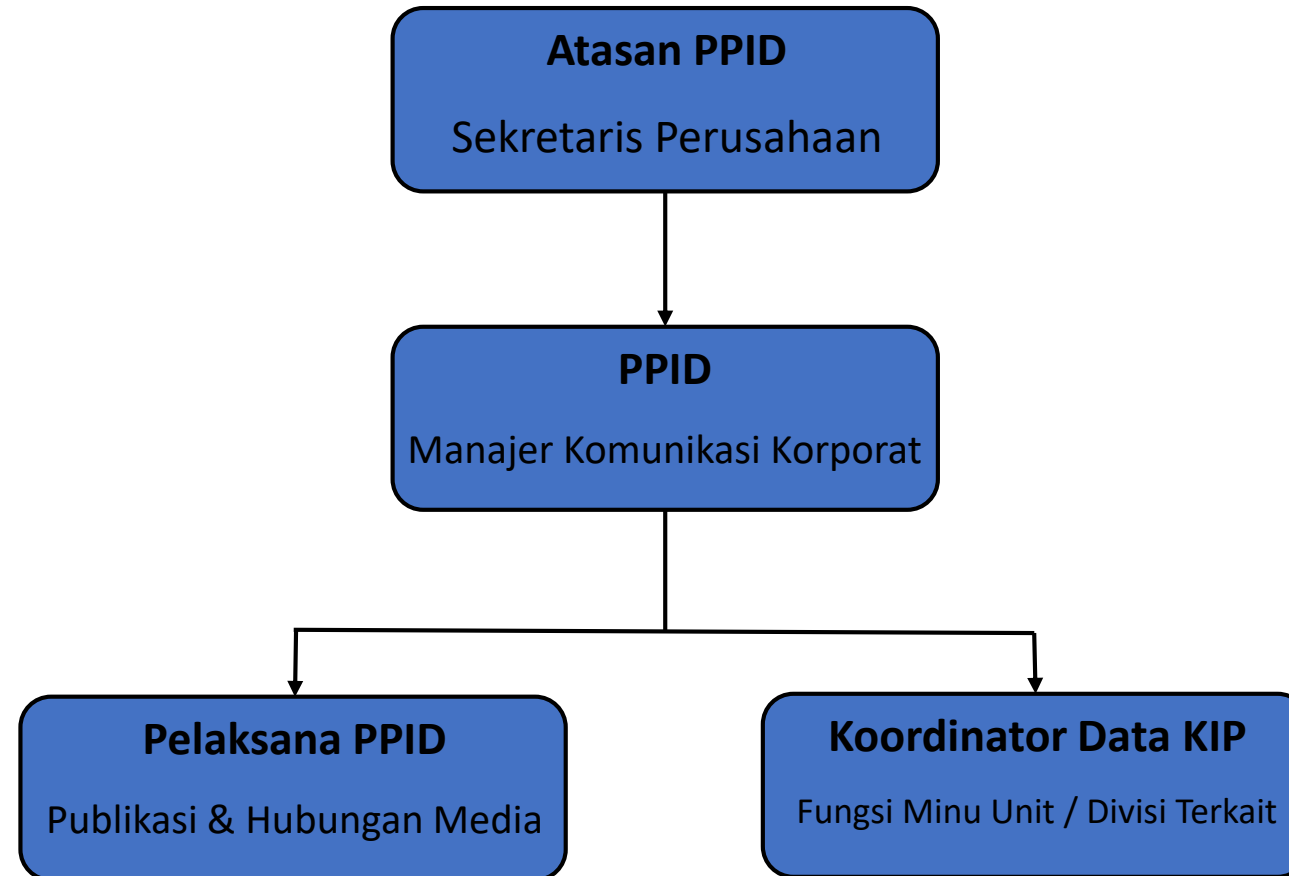 Atasan PPID
Sekretaris Perusahaan
PPID
Manajer Komunikasi Korporat
Pelaksana PPID
Publikasi & Hubungan Media
Koordinator Data KIP
Fungsi Minu Unit / Divisi Terkait